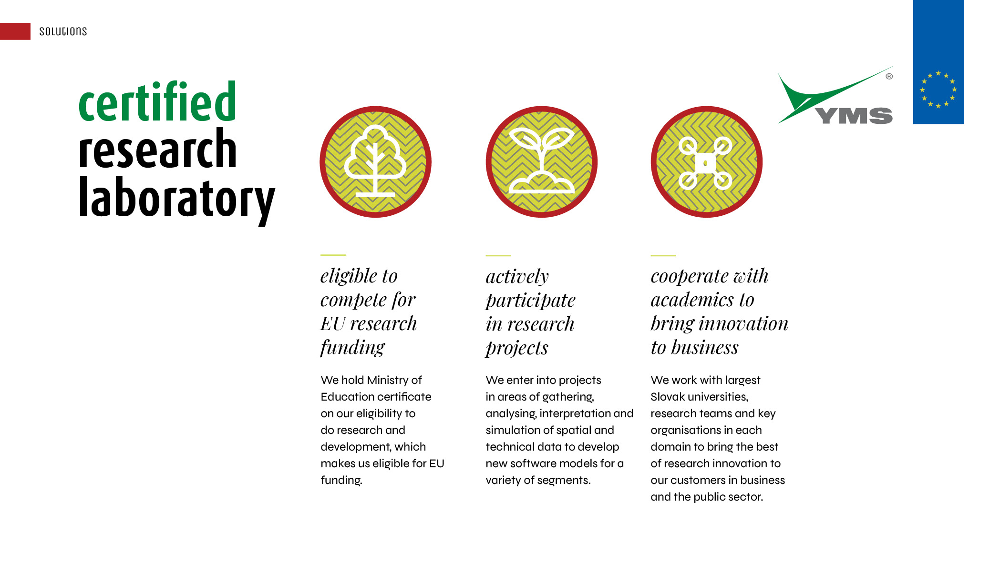 SOLUTIONS
certified
research
laboratory
YMS
®
eligible to
compete for
EU research
funding
We hold Ministry of
Education certificate
on our eligibility to
do research and
development, which
makes us eligible for EU
funding.
actively
participate
in research
projects
We enter into projects
in areas of gathering,
analysing, interpretation and
simulation of spatial and
technical data to develop
new software models for a
variety of segments.
cooperate with
academics to
bring innovation
to business
We work with largest
Slovak universities,
research teams and key
organisations in each
domain to bring the best
of research innovation to
our customers in business
and the public sector.